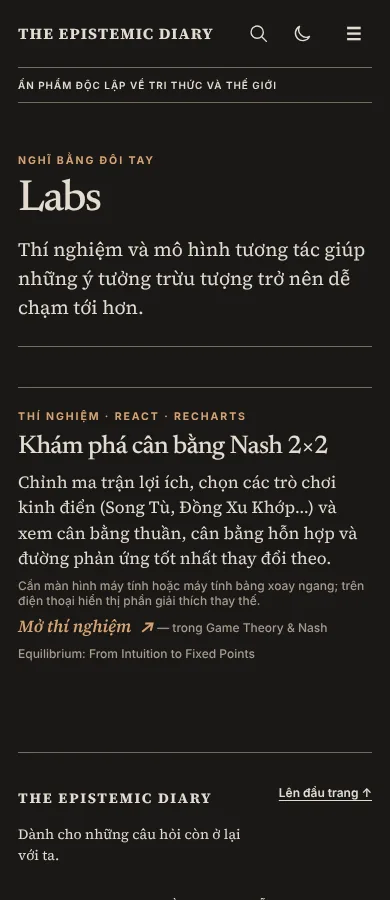 THE EPISTEMIC DIARY
ẤN PHẨM ĐỘC LẬP VỀ TRI THỨC VÀ THẾ GIỚI
NGHĨ BẰNG ĐÔI TAY
Labs
Thí nghiệm và mô hình tương tác giúp
những ý tưởng trừu tượng trở nên dễ
chạm tới hơn.
THÍ NGHIỆM · REACT · RECHARTS
Khám phá cân bằng Nash 2×2
Chỉnh ma trận lợi ích, chọn các trò chơi
kinh điển (Song Tù, Đồng Xu Khớp…) và
xem cân bằng thuần, cân bằng hỗn hợp và
đường phản ứng tốt nhất thay đổi theo.
Cần màn hình máy tính hoặc máy tính bảng xoay ngang; trên
điện thoại hiển thị phần giải thích thay thế.
Mở thí nghiệm ↗ — trong Game Theory & Nash
Equilibrium: From Intuition to Fixed Points
THE EPISTEMIC DIARY
Lên đầu trang ↑
Dành cho những câu hỏi còn ở lại
với ta.